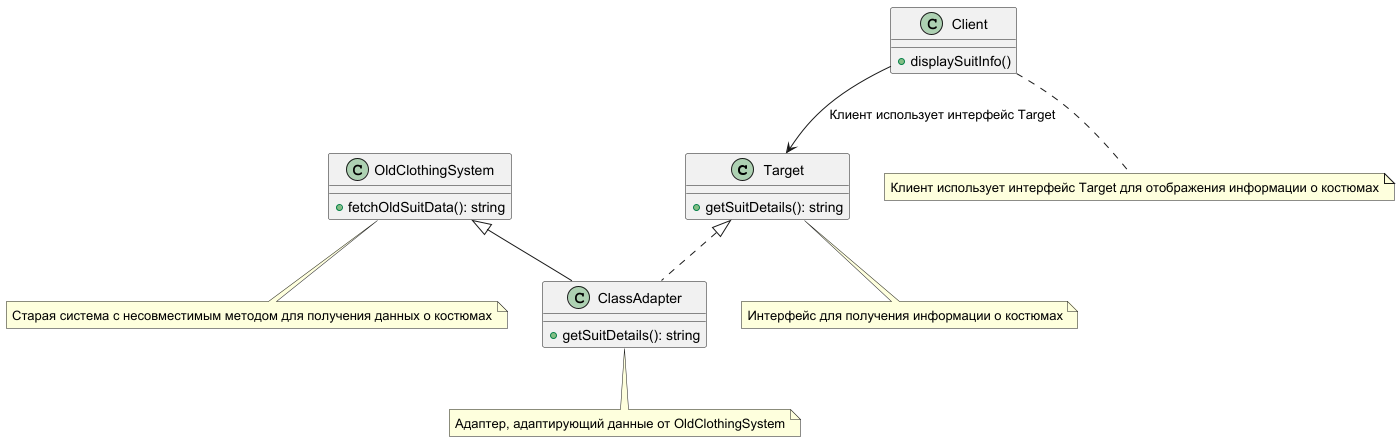 C Client
displaySuitInfo()
Клиент использует интерфейс Target
C OldClothingSystem
fetchOldSuitData(): string
C Target
getSuitDetails(): string
Клиент использует интерфейс Target для отображения информации о костюмах
C ClassAdapter
getSuitDetails(): string
Старая система с несовместимым методом для получения данных о костюмах
Интерфейс для получения информации о костюмах
Адаптер, адаптирующий данные от OldClothingSystem